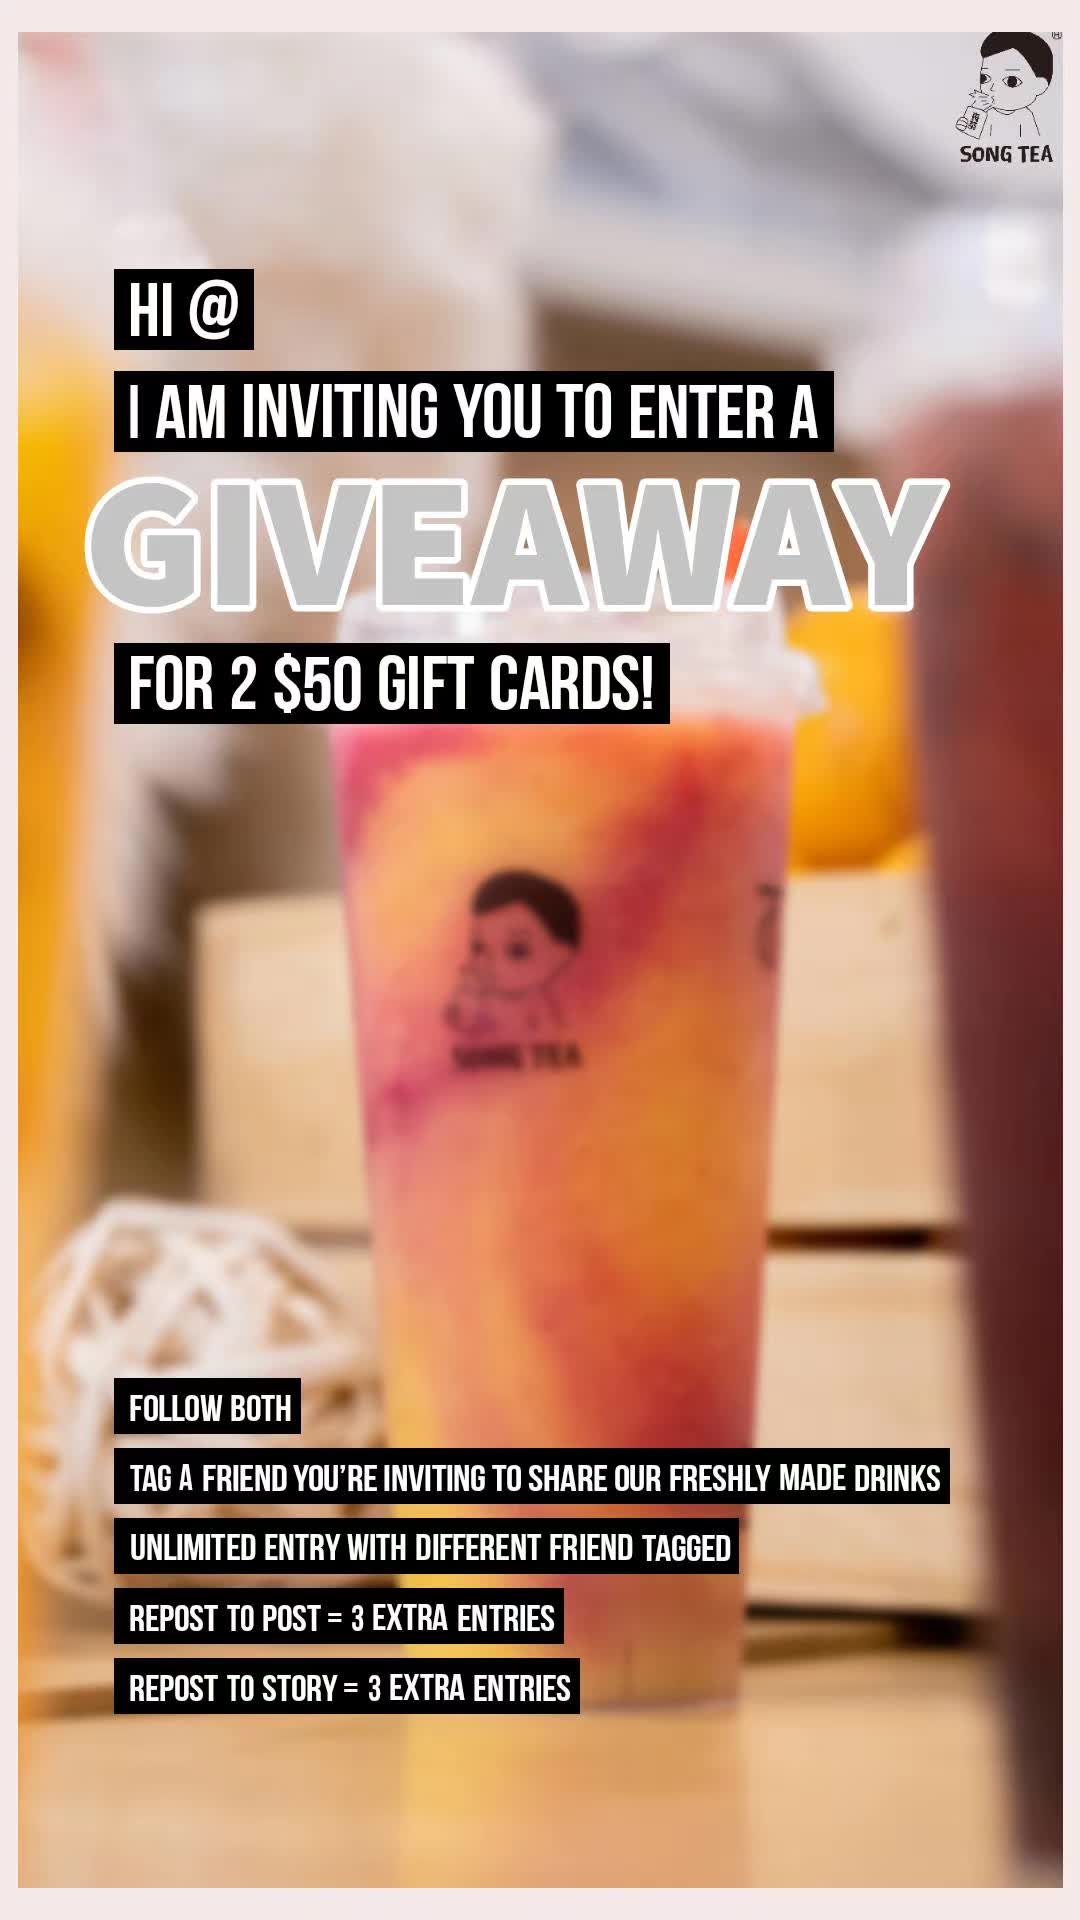 SONG TEA
HI @
I AM INVITING YOU TO ENTER A
GIVEAWAY
FOR 2 $50 GIFT CARDS!
SONG TEA
FOLLOW BOTH
TAG A FRIEND YOU'RE INVITING TO SHARE OUR FRESHLY MADE DRINKS
UNLIMITED ENTRY WITH DIFFERENT FRIEND TAGGED
REPOST TO POST = 3 EXTRA ENTRIES
REPOST TO STORY = 3 EXTRA ENTRIES